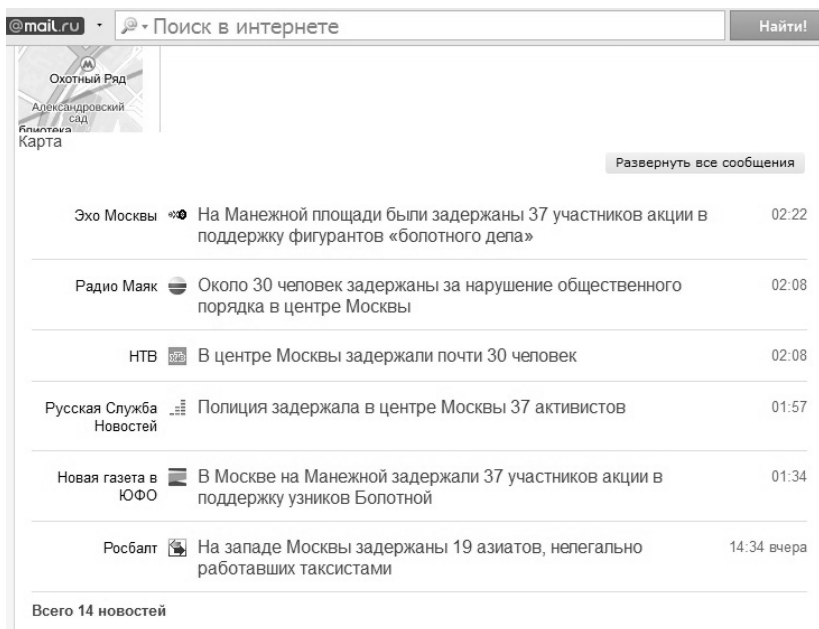 @mail.ru
Поиск в интернете
Найти!
Охотный Ряд
Александровский
сад
блиотека
Карта
Развернуть все сообщения
Эхо Москвы На Манежной площади были задержаны 37 участников акции в 02:22
поддержку фигурантов «болотного дела»
Радио Маяк Около 30 человек задержаны за нарушение общественного 02:08
порядка в центре Москвы
НТВ В центре Москвы задержали почти 30 человек 02:08
Русская Служба Полиция задержала в центре Москвы 37 активистов 01:57
Новостей
Новая газета в В Москве на Манежной задержали 37 участников акции в 01:34
ЮФО поддержку узников Болотной
Росбалт На западе Москвы задержаны 19 азиатов, нелегально 14:34 вчера
работавших таксистами
Всего 14 новостей